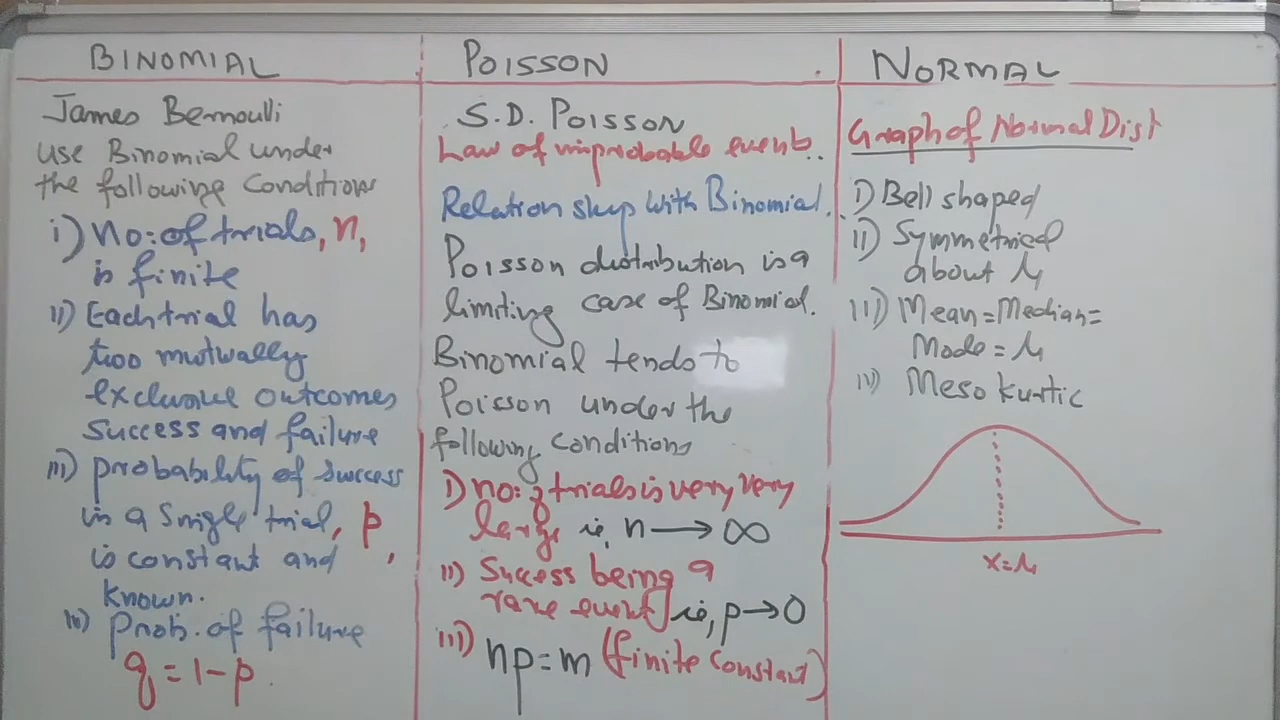 BINOMIAL
James Bernoulli
use Binomial under
the following Conditions
i) no: of trials, n,
is finite
ii) Each trial has
two mutually
exclusive outcomes
success and failure
iii) probability of success
in a single trial, p,
is constant and
known.
iv) Prob. of failure
q = 1 - p.
POISSON
S.D. POISSON
Law of improbable events..
Relationship with Binomial.
Poisson distribution is a
limiting case of Binomial.
Binomial tends to
Poisson under the
following conditions
i) no: of trials is very very
large ie, n → ∞
ii) Success being a
rare event ie, p → 0
iii) np = m (finite constant)
NORMAL
Graph of Normal Dist
i) Bell shaped
ii) Symmetrical
about μ
iii) Mean = Median =
Mode = μ
iv) Meso kurtic
x = μ